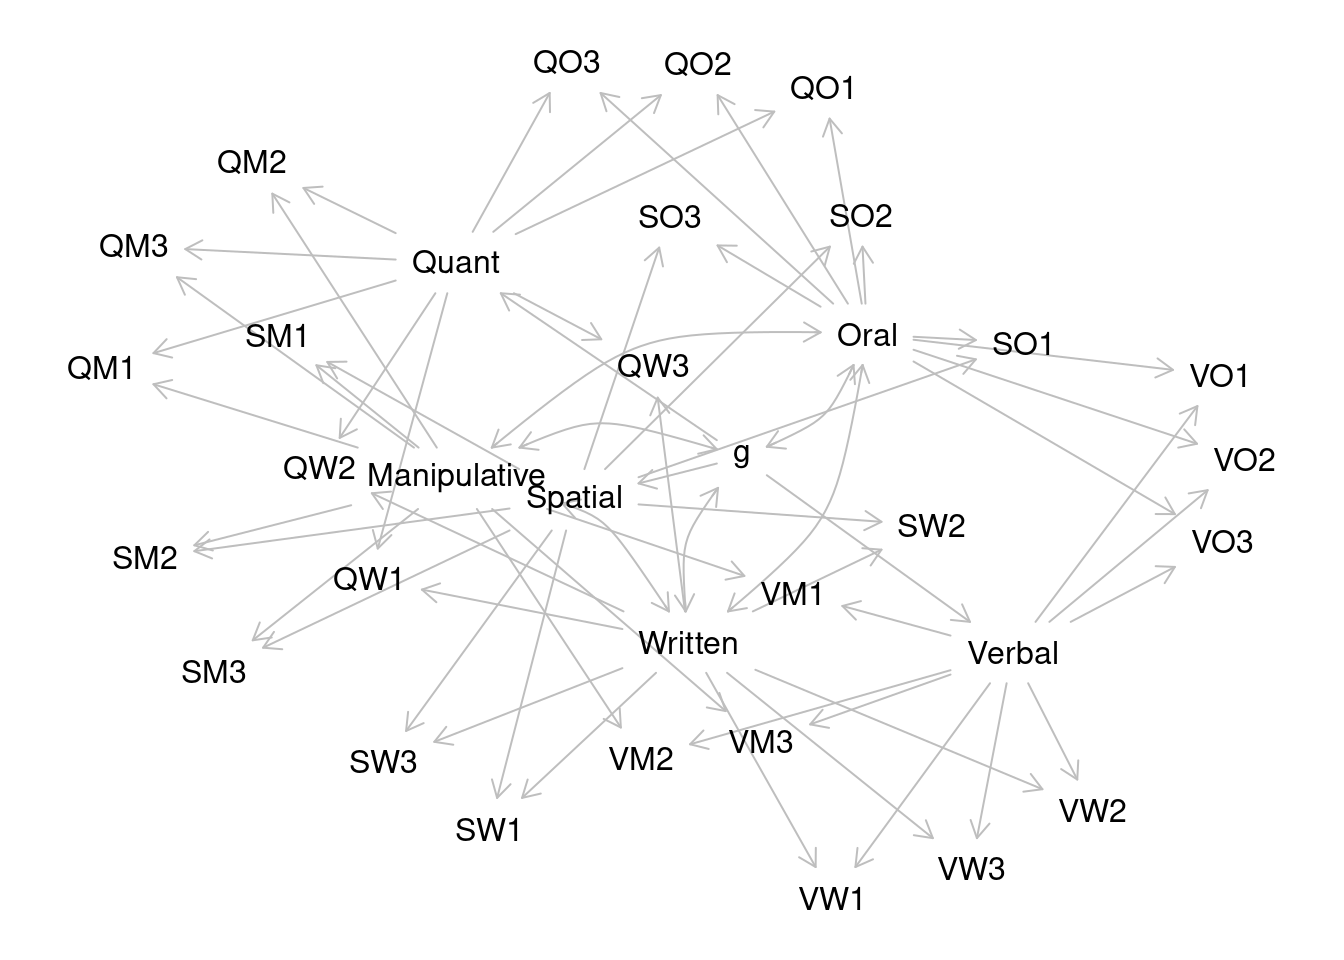 QO3
QO2
QO1
QM2
SO3
SO2
QM3
Quant
SM1
Oral
SO1
QM1
QW3
VO1
g
VO2
QW2
Manipulative
Spatial
SW2
VO3
SM2
QW1
VM1
Written
Verbal
SM3
VM3
SW3
VM2
VW2
SW1
VW3
VW1